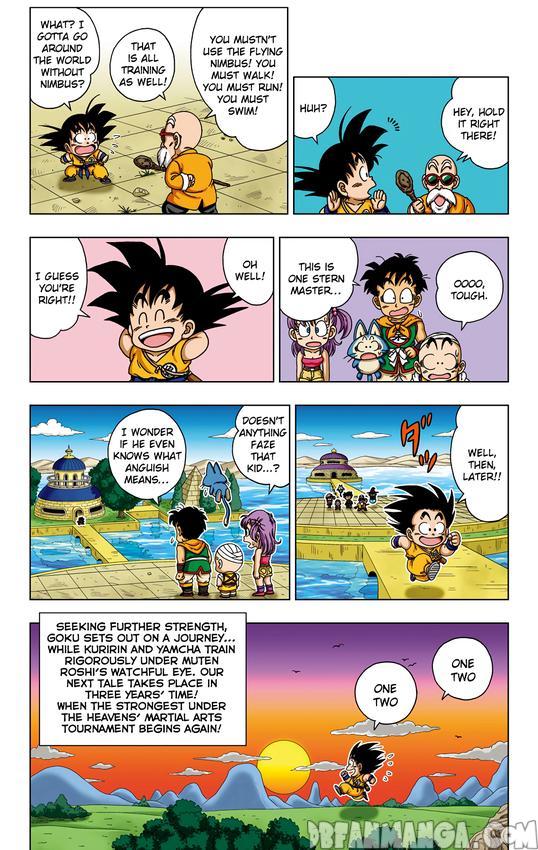 HEY, HOLD
IT RIGHT
THERE!
HUH?
YOU MUSTN'T
USE THE FLYING
NIMBUS! YOU
MUST WALK!
YOU MUST RUN!
YOU MUST
SWIM!
THAT
IS ALL
TRAINING
AS WELL!
WHAT? I
GOTTA GO
AROUND
THE WORLD
WITHOUT
NIMBUS?
OOOO,
TOUGH.
THIS IS
ONE STERN
MASTER...
OH
WELL!
I GUESS
YOU'RE
RIGHT!!
WELL,
THEN,
LATER!!
ダッ
DOESN'T
ANYTHING
FAZE
THAT
KID...?
I WONDER
IF HE EVEN
KNOWS WHAT
ANGUISH
MEANS...
ONE
TWO
ONE
TWO
SEEKING FURTHER STRENGTH,
GOKU SETS OUT ON A JOURNEY...
WHILE KURIRIN AND YAMCHA TRAIN
RIGOROUSLY UNDER MUTEN
ROSHI'S WATCHFUL EYE. OUR
NEXT TALE TAKES PLACE IN
THREE YEARS' TIME!
WHEN THE STRONGEST UNDER
THE HEAVENS' MARTIAL ARTS
TOURNAMENT BEGINS AGAIN!
DBFANMANGA.COM